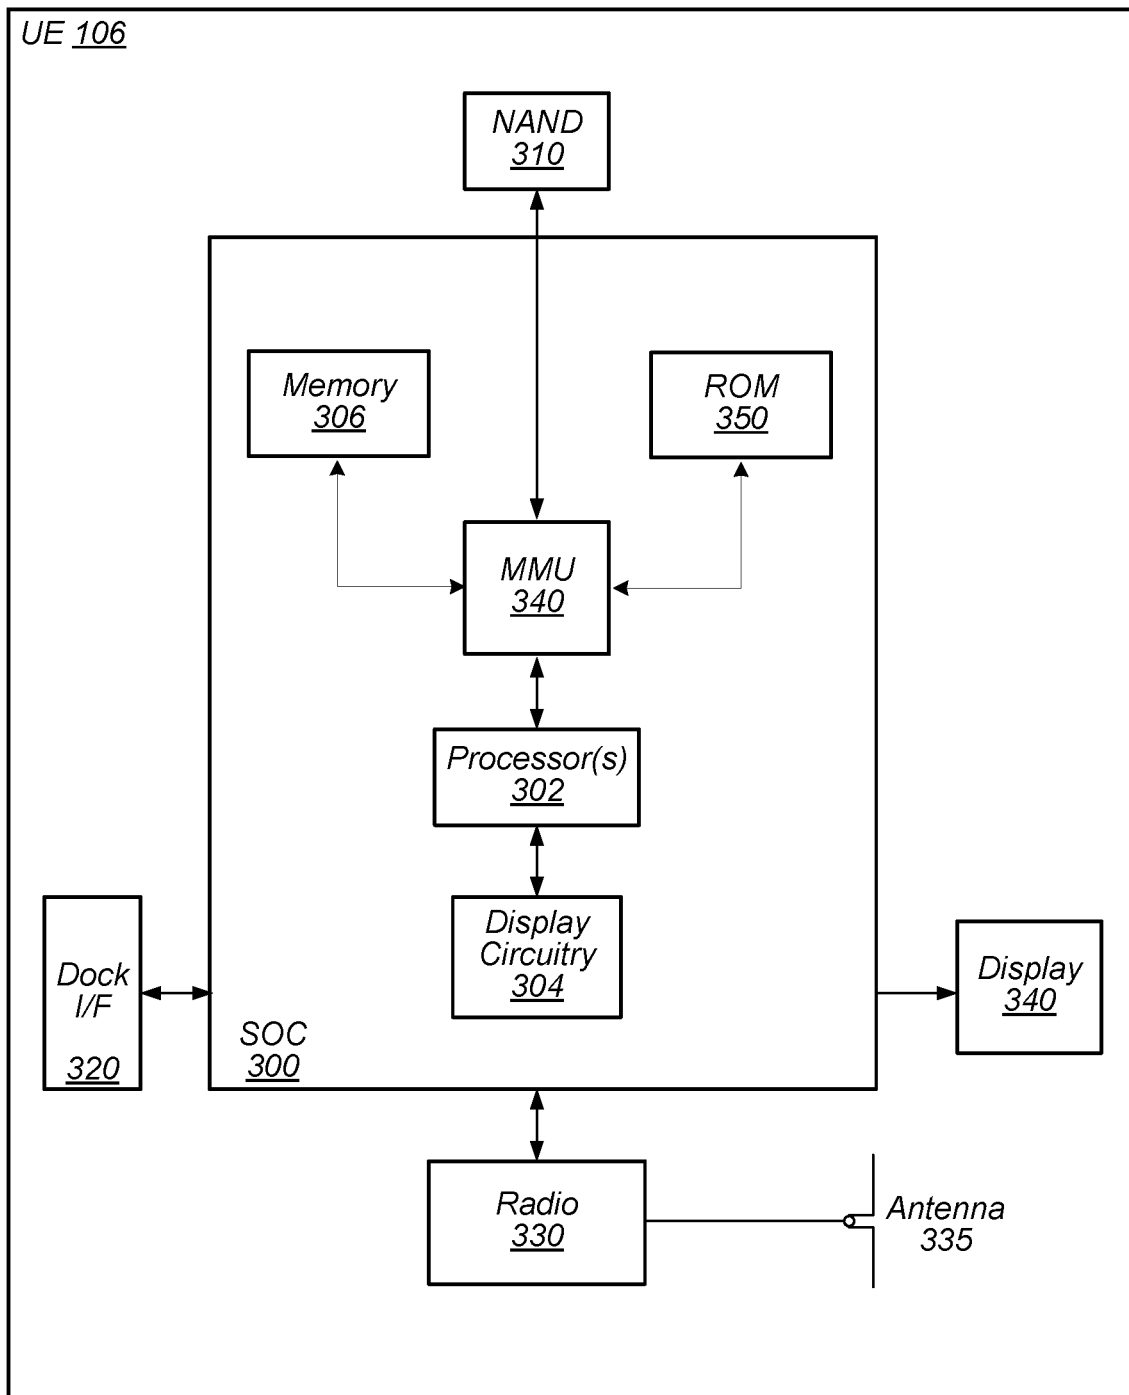 UE 106
NAND
310
Memory
306
ROM
350
MMU
340
Processor(s)
302
Display
Circuitry
304
Dock
I/F
320
SOC
300
Display
340
Radio
330
Antenna
335